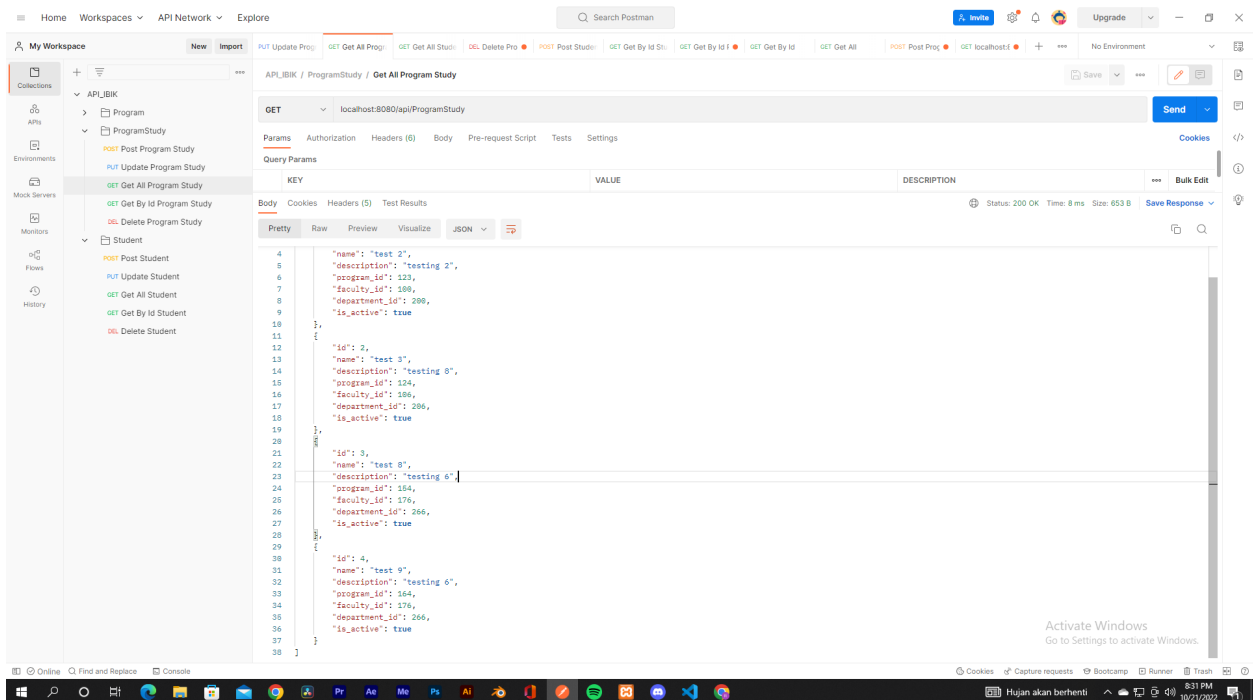 Home Workspaces API Network Explore Search Postman Invite Upgrade
My Workspace New Import PUT Update Prog GET Get All Progr GET Get All Stude DEL Delete Pro POST Post Studen GET Get By Id Stu GET Get By Id F GET Get By Id GET Get All POST Post Prog GET localhost:8 No Environment
Collections
APIs
Environments
Mock Servers
Monitors
Flows
History
API_IBIK
Program
ProgramStudy
POST Post Program Study
PUT Update Program Study
GET Get All Program Study
GET Get By Id Program Study
DEL Delete Program Study
Student
POST Post Student
PUT Update Student
GET Get All Student
GET Get By Id Student
DEL Delete Student
API_IBIK / ProgramStudy / Get All Program Study Save
GET localhost:8080/api/ProgramStudy Send
Params Authorization Headers (6) Body Pre-request Script Tests Settings Cookies
Query Params
KEY VALUE DESCRIPTION Bulk Edit
Body Cookies Headers (5) Test Results Status: 200 OK Time: 8 ms Size: 653 B Save Response
Pretty Raw Preview Visualize JSON
4 "name": "test 2",
5 "description": "testing 2",
6 "program_id": 123,
7 "faculty_id": 100,
8 "department_id": 200,
9 "is_active": true
10 },
11 {
12 "id": 2,
13 "name": "test 3",
14 "description": "testing 8",
15 "program_id": 124,
16 "faculty_id": 106,
17 "department_id": 206,
18 "is_active": true
19 },
20 {
21 "id": 3,
22 "name": "test 8",
23 "description": "testing 6",
24 "program_id": 154,
25 "faculty_id": 176,
26 "department_id": 266,
27 "is_active": true
28 },
29 {
30 "id": 4,
31 "name": "test 9",
32 "description": "testing 6",
33 "program_id": 164,
34 "faculty_id": 176,
35 "department_id": 266,
36 "is_active": true
37 }
38 ]
Activate Windows
Go to Settings to activate Windows.
Online Find and Replace Console Cookies Capture requests Bootcamp Runner Trash
Pr Ae Me Ps Ai Hujan akan berhenti 8:31 PM
10/21/2022